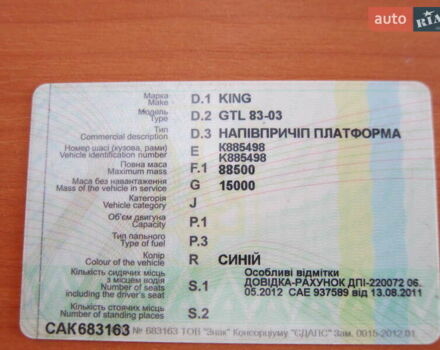 auto RIA
Марка
Make D.1 KING
Модель
Type D.2 GTL 83-03
Тип
Commercial description D.3 НАПІВПРИЧІП ПЛАТФОРМА
Номер шасі (кузова, рами) E K885498
Vehicle identification number K885498
Повна маса
Maximum mass F.1 88500
Маса без навантаження
Mass of the vehicle in service G 15000
Категорія
Vehicle category J
Об'єм двигуна
Capacity P.1
Тип пального
Type of fuel P.3
Колір
Colour of the vehicle R СИНІЙ
Кількість сидячих місць
з місцем водія
Number of seats
including the driver's seat S.1
Особливі відмітки
ДОВІДКА-РАХУНОК ДПІ-220072 06.
05.2012 САЕ 937589 від 13.08.2011
Кількість стоячих місць
Number of standing places S.2
САК683163 № 683163 ТОВ "Знак" Консорціуму "ЄДАПС" Зам. 0015-2012.01